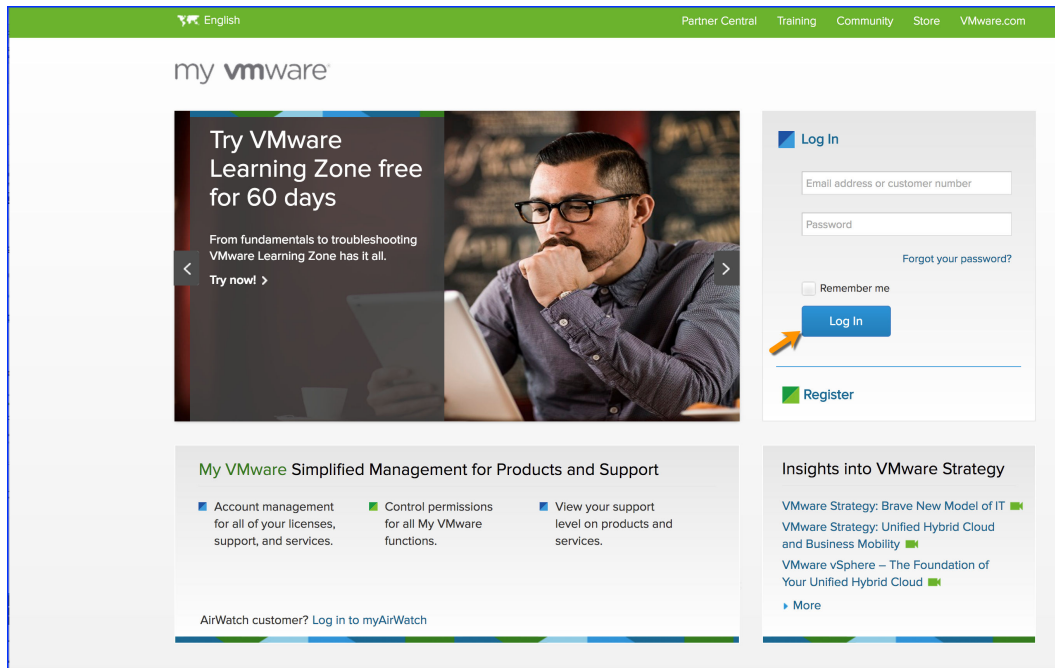 English
Partner Central Training Community Store VMware.com
my vmware
Try VMware
Learning Zone free
for 60 days
From fundamentals to troubleshooting
VMware Learning Zone has it all.
Try now! >
Log In
Email address or customer number
Password
Forgot your password?
Remember me
Log In
Register
My VMware Simplified Management for Products and Support
Account management
for all of your licenses,
support, and services.
Control permissions
for all My VMware
functions.
View your support
level on products and
services.
AirWatch customer? Log in to myAirWatch
Insights into VMware Strategy
VMware Strategy: Brave New Model of IT
VMware Strategy: Unified Hybrid Cloud
and Business Mobility
VMware vSphere – The Foundation of
Your Unified Hybrid Cloud
More